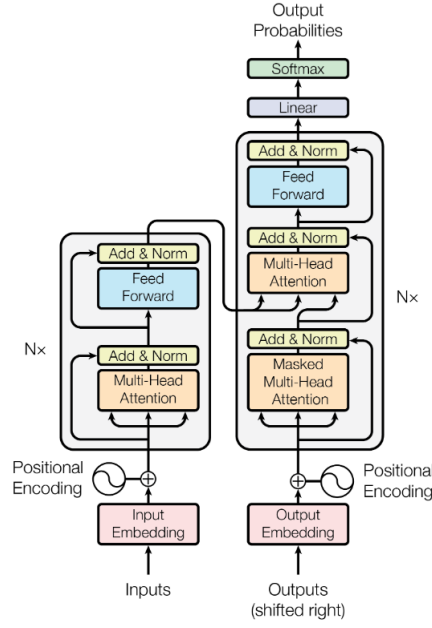 Output
Probabilities
Softmax
Linear
Add & Norm
Feed
Forward
Add & Norm
Multi-Head
Attention
Add & Norm
Masked
Multi-Head
Attention
N×
Add & Norm
Feed
Forward
N×
Add & Norm
Multi-Head
Attention
Positional
Encoding
Positional
Encoding
Input
Embedding
Output
Embedding
Inputs
Outputs
(shifted right)